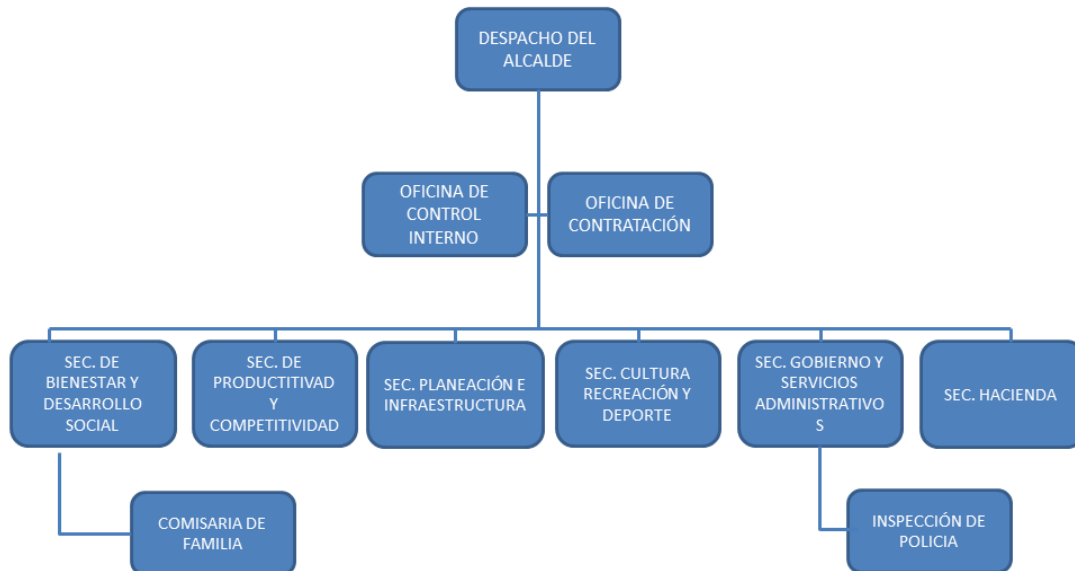 DESPACHO DEL
ALCALDE
OFICINA DE
CONTROL
INTERNO
OFICINA DE
CONTRATACIÓN
SEC. DE
BIENESTAR Y
DESARROLLO
SOCIAL
SEC. DE
PRODUCTITIVAD
Y
COMPETITIVIDAD
SEC. PLANEACIÓN E
INFRAESTRUCTURA
SEC. CULTURA
RECREACIÓN Y
DEPORTE
SEC. GOBIERNO Y
SERVICIOS
ADMINISTRATIVO
S
SEC. HACIENDA
COMISARIA DE
FAMILIA
INSPECCIÓN DE
POLICIA